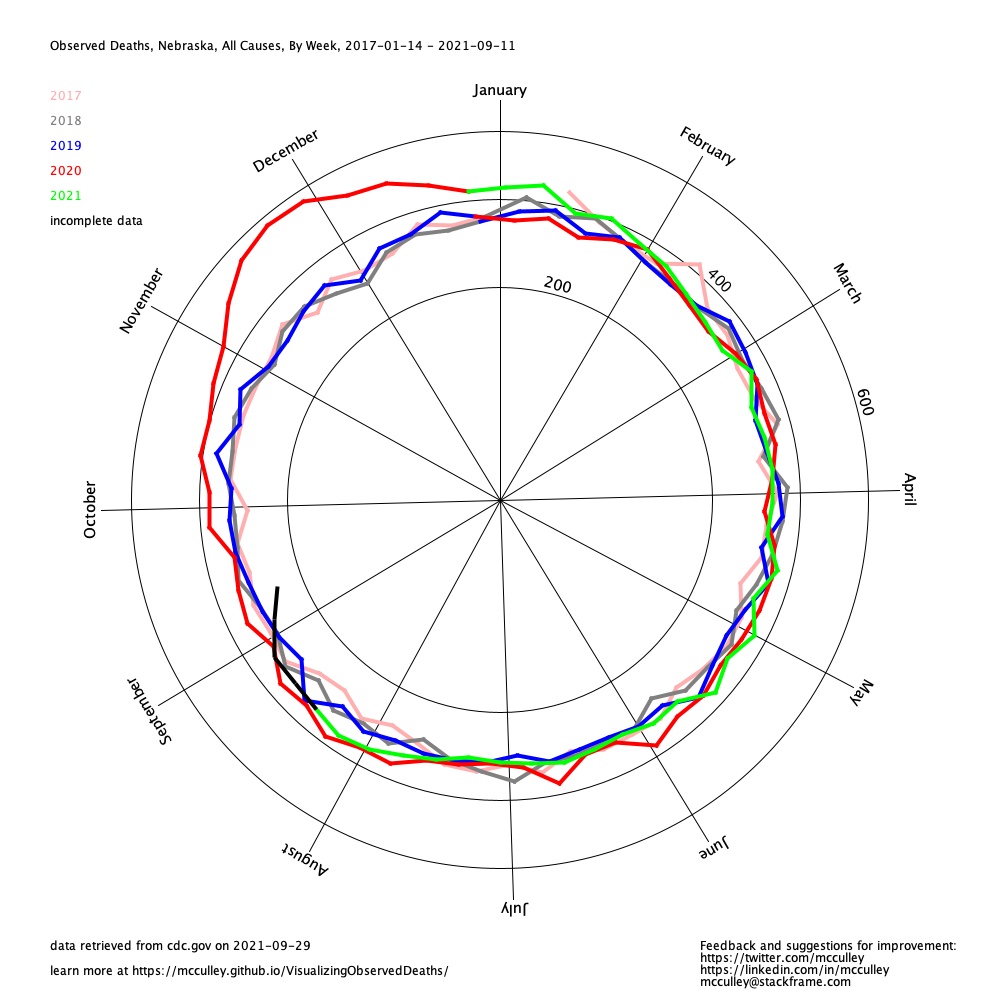 Observed Deaths, Nebraska, All Causes, By Week, 2017-01-14 - 2021-09-11
January
2017
2018
2019
2020
2021
incomplete data
December
February
November
March
200
400
600
October
April
September
May
August
June
July
data retrieved from cdc.gov on 2021-09-29
learn more at https://mcculley.github.io/VisualizingObservedDeaths/
Feedback and suggestions for improvement:
https://twitter.com/mcculley
https://linkedin.com/in/mcculley
mcculley@stackframe.com